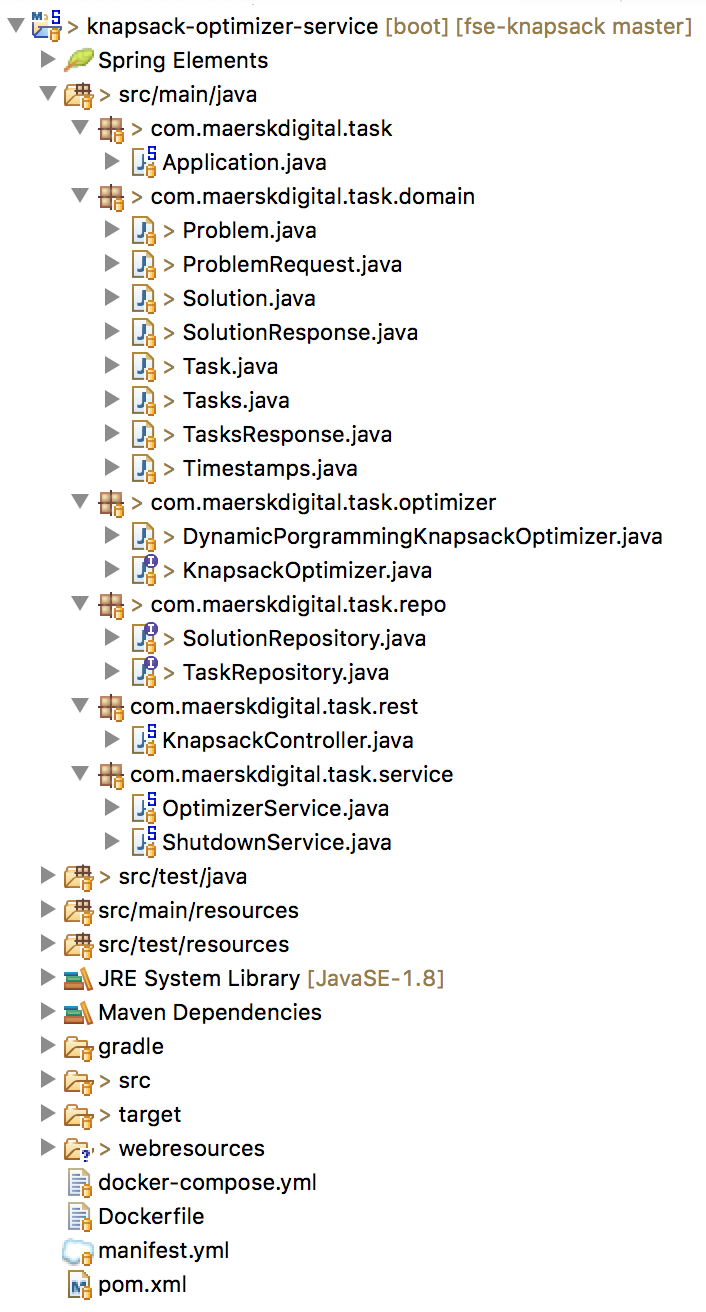 > knapsack-optimizer-service [boot] [fse-knapsack master]
Spring Elements
> src/main/java
> com.maerskdigital.task
Application.java
> com.maerskdigital.task.domain
> Problem.java
> ProblemRequest.java
> Solution.java
> SolutionResponse.java
> Task.java
> Tasks.java
> TasksResponse.java
> Timestamps.java
> com.maerskdigital.task.optimizer
> DynamicPorgrammingKnapsackOptimizer.java
> KnapsackOptimizer.java
> com.maerskdigital.task.repo
> SolutionRepository.java
> TaskRepository.java
com.maerskdigital.task.rest
KnapsackController.java
com.maerskdigital.task.service
OptimizerService.java
ShutdownService.java
> src/test/java
src/main/resources
src/test/resources
JRE System Library [JavaSE-1.8]
Maven Dependencies
gradle
> src
> target
> webresources
docker-compose.yml
Dockerfile
manifest.yml
pom.xml